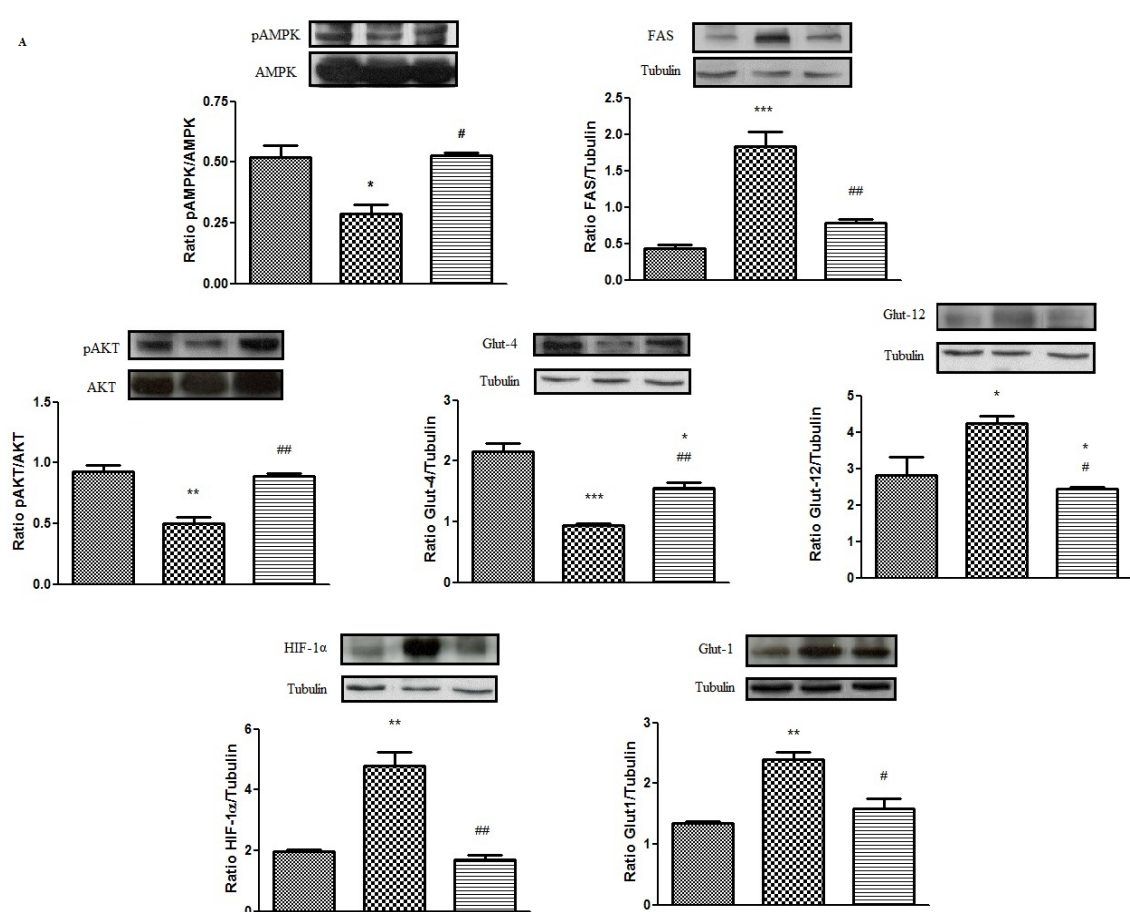 A
pAMPK
AMPK
0.75
0.50
0.25
0.00
Ratio pAMPK/AMPK
*
#
FAS
Tubulin
2.5
2.0
1.5
1.0
0.5
0.0
Ratio FAS/Tubulin
***
##
pAKT
AKT
1.5
1.0
0.5
0.0
Ratio pAKT/AKT
**
##
Glut-4
Tubulin
3
2
1
0
Ratio Glut-4/Tubulin
***
*
##
Glut-12
Tubulin
5
4
3
2
1
0
Ratio Glut-12/Tubulin
*
*
#
HIF-1α
Tubulin
6
4
2
0
Ratio HIF-1α/Tubulin
**
##
Glut-1
Tubulin
3
2
1
0
Ratio Glut1/Tubulin
**
#